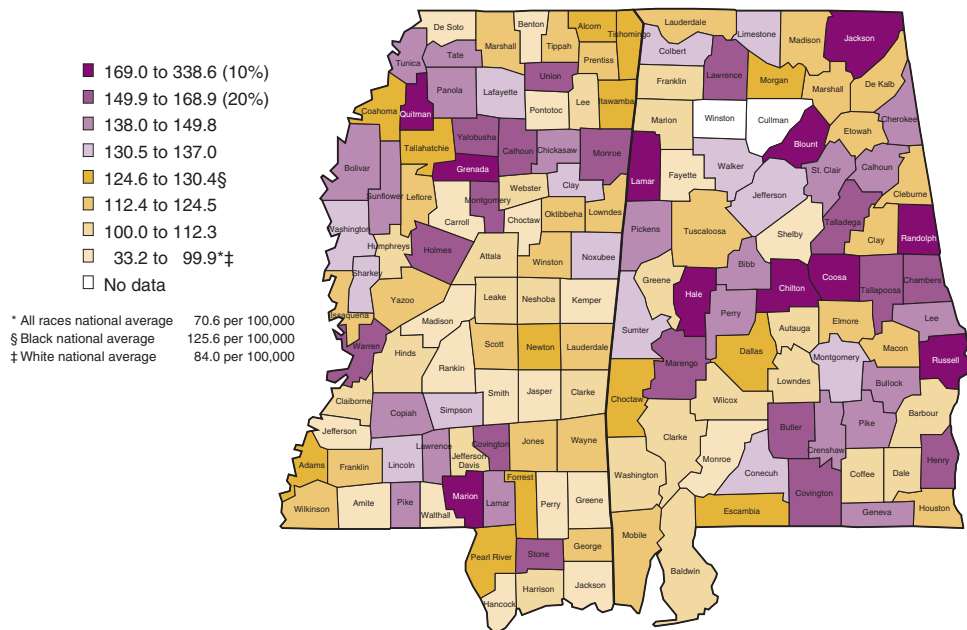 169.0 to 338.6 (10%)
149.9 to 168.9 (20%)
138.0 to 149.8
130.5 to 137.0
124.6 to 130.4§
112.4 to 124.5
100.0 to 112.3
33.2 to 99.9*‡
No data
* All races national average 70.6 per 100,000
§ Black national average 125.6 per 100,000
‡ White national average 84.0 per 100,000
De Soto
Benton
Alcorn
Tishomingo
Tunica
Tate
Marshall
Tippah
Prentiss
Union
Panola
Lafayette
Coahoma
Quitman
Pontotoc
Lee
Itawamba
Tallahatchie
Yalobusha
Calhoun
Chickasaw
Monroe
Bolivar
Grenada
Sunflower
Leflore
Montgomery
Webster
Clay
Carroll
Choctaw
Oktibbeha
Lowndes
Washington
Humphreys
Holmes
Attala
Winston
Noxubee
Sharkey
Issaquena
Yazoo
Madison
Leake
Neshoba
Kemper
Warren
Hinds
Rankin
Scott
Newton
Lauderdale
Claiborne
Copiah
Simpson
Smith
Jasper
Clarke
Jefferson
Adams
Franklin
Lincoln
Lawrence
Jefferson
Davis
Covington
Jones
Wayne
Wilkinson
Amite
Pike
Walthall
Marion
Lamar
Forrest
Perry
Greene
Pearl River
Stone
George
Hancock
Harrison
Jackson
Lauderdale
Limestone
Madison
Jackson
Colbert
Lawrence
Morgan
Marshall
De Kalb
Franklin
Marion
Winston
Cullman
Blount
Etowah
Cherokee
Lamar
Fayette
Walker
Jefferson
St. Clair
Calhoun
Cleburne
Pickens
Tuscaloosa
Shelby
Talladega
Clay
Randolph
Greene
Hale
Bibb
Chilton
Coosa
Tallapoosa
Chambers
Sumter
Perry
Autauga
Elmore
Lee
Marengo
Dallas
Montgomery
Macon
Russell
Choctaw
Wilcox
Lowndes
Bullock
Clarke
Monroe
Butler
Crenshaw
Pike
Barbour
Washington
Conecuh
Covington
Coffee
Dale
Henry
Escambia
Geneva
Houston
Mobile
Baldwin